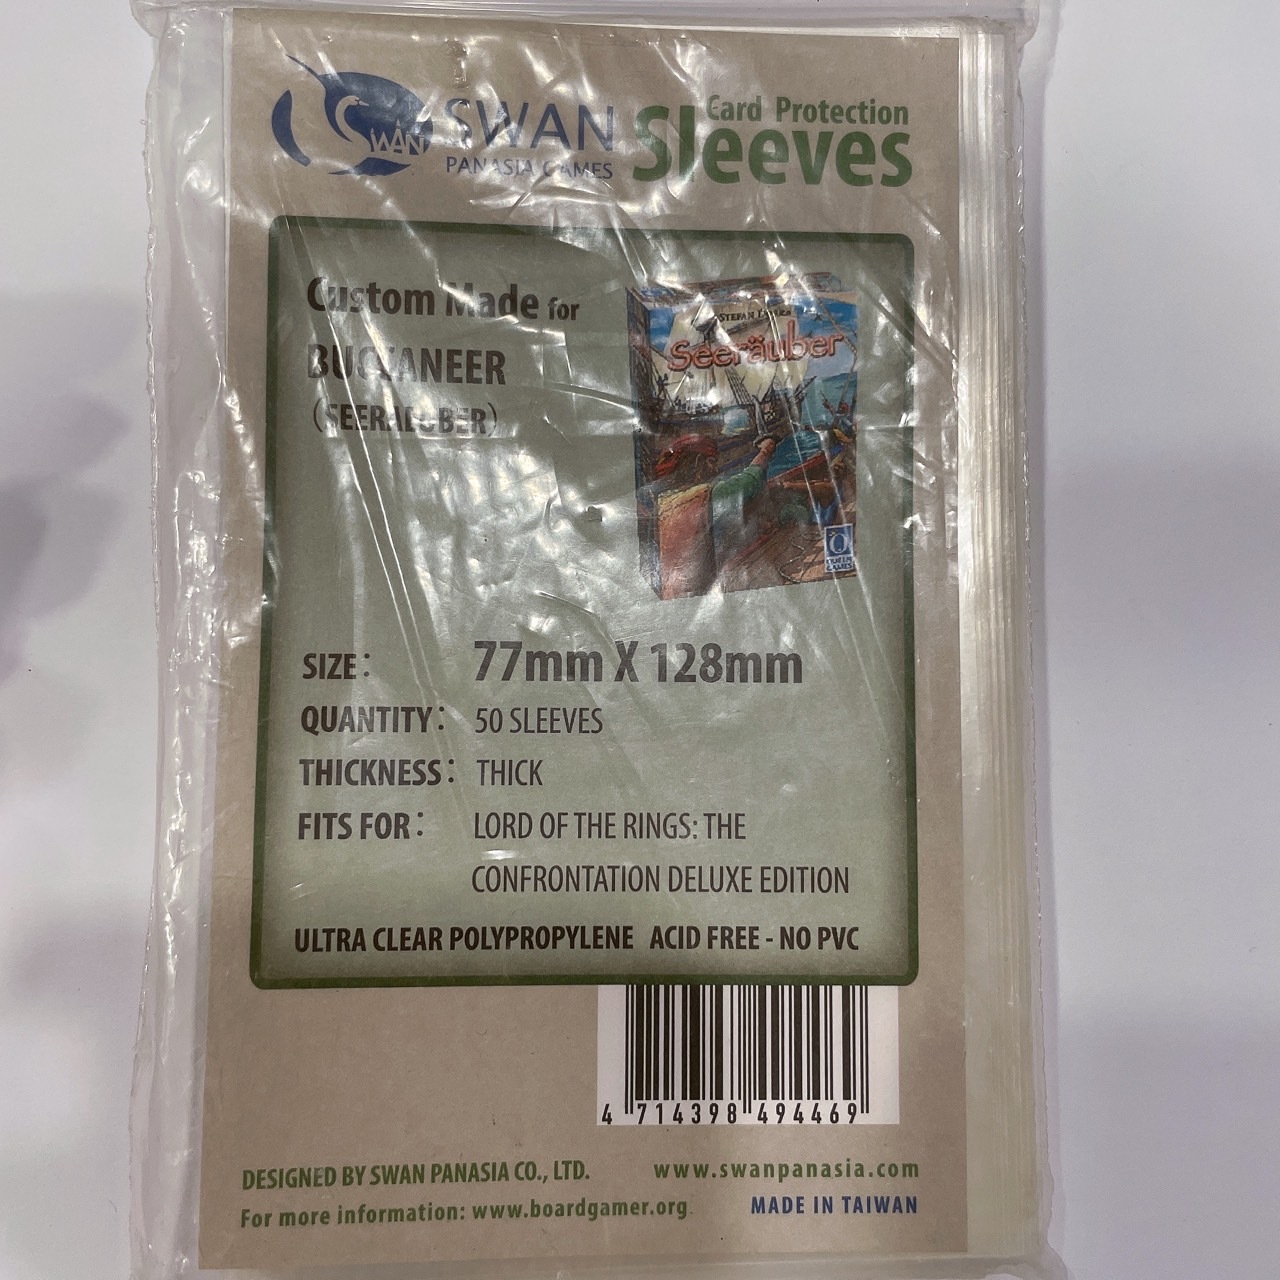 SWAN
SWAN
PANASIA GAMES
Card Protection
Sleeves
Custom Made for
BUCCANEER
(SEERÄUBER)
STEFAN
Seeräuber
QUEEN
GAMES
SIZE: 77mm X 128mm
QUANTITY: 50 SLEEVES
THICKNESS: THICK
FITS FOR: LORD OF THE RINGS: THE
CONFRONTATION DELUXE EDITION
ULTRA CLEAR POLYPROPYLENE ACID FREE - NO PVC
4 714398 494469
DESIGNED BY SWAN PANASIA CO., LTD. www.swanpanasia.com
For more information: www.boardgamer.org MADE IN TAIWAN